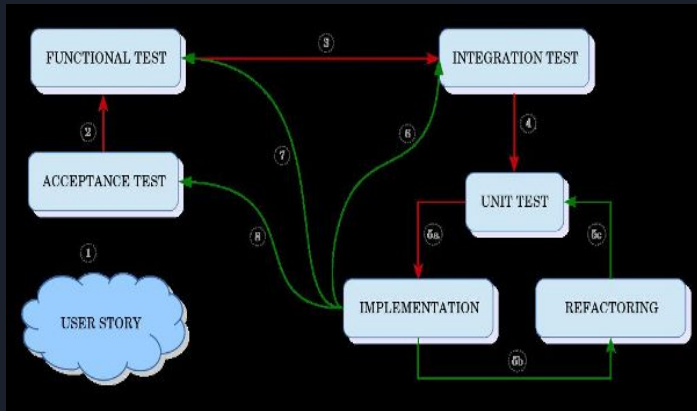 FUNCTIONAL TEST
3
INTEGRATION TEST
2
7
6
4
ACCEPTANCE TEST
UNIT TEST
8
5a
5c
1
USER STORY
IMPLEMENTATION
REFACTORING
5b